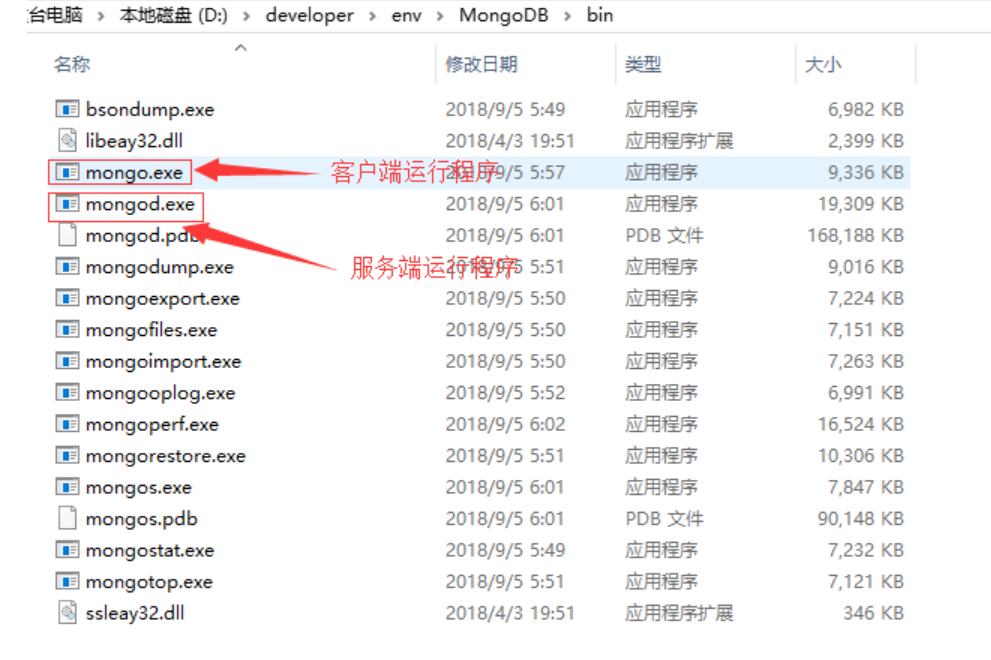 台电脑 > 本地磁盘 (D:) > developer > env > MongoDB > bin
名称 修改日期 类型 大小
bsondump.exe 2018/9/5 5:49 应用程序 6,982 KB
libeay32.dll 2018/4/3 19:51 应用程序扩展 2,399 KB
mongo.exe 客户端运行程序 2018/9/5 5:57 应用程序 9,336 KB
mongod.exe 2018/9/5 6:01 应用程序 19,309 KB
mongod.pdb 2018/9/5 6:01 PDB 文件 168,188 KB
mongodump.exe 服务端运行程序 2018/9/5 5:51 应用程序 9,016 KB
mongoexport.exe 2018/9/5 5:50 应用程序 7,224 KB
mongofiles.exe 2018/9/5 5:50 应用程序 7,151 KB
mongoimport.exe 2018/9/5 5:50 应用程序 7,263 KB
mongooplog.exe 2018/9/5 5:52 应用程序 6,991 KB
mongoperf.exe 2018/9/5 6:02 应用程序 16,524 KB
mongorestore.exe 2018/9/5 5:51 应用程序 10,306 KB
mongos.exe 2018/9/5 6:01 应用程序 7,847 KB
mongos.pdb 2018/9/5 6:01 PDB 文件 90,148 KB
mongostat.exe 2018/9/5 5:49 应用程序 7,232 KB
mongotop.exe 2018/9/5 5:51 应用程序 7,121 KB
ssleay32.dll 2018/4/3 19:51 应用程序扩展 346 KB